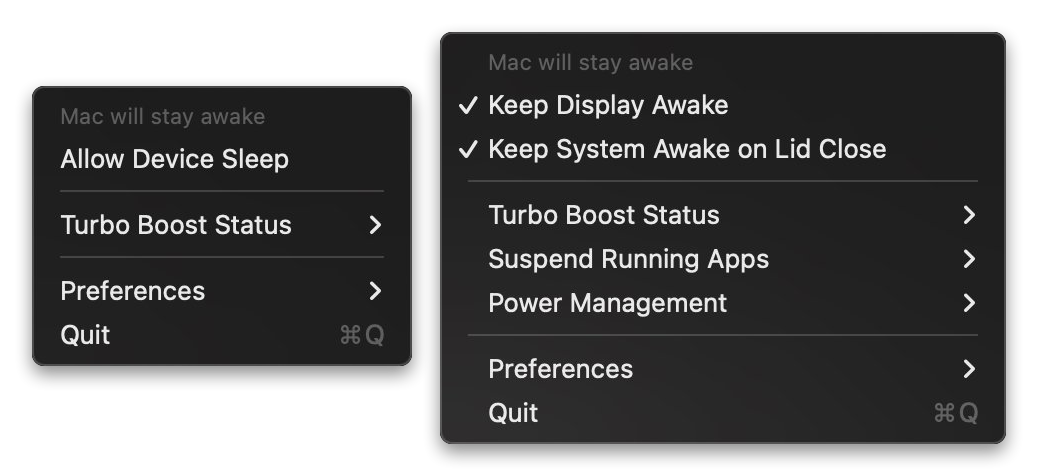 Mac will stay awake
Allow Device Sleep
Turbo Boost Status
Preferences
Quit ⌘Q
Mac will stay awake
✓ Keep Display Awake
✓ Keep System Awake on Lid Close
Turbo Boost Status
Suspend Running Apps
Power Management
Preferences
Quit ⌘Q